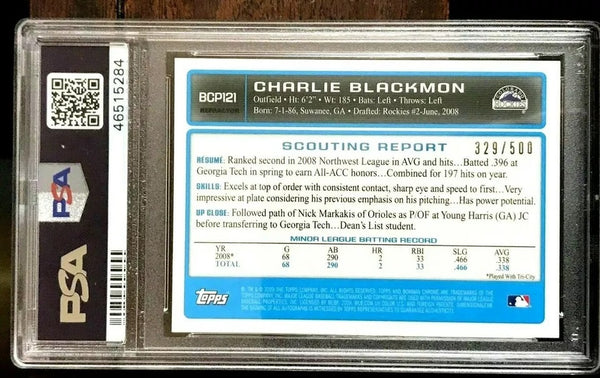 46515284
PSA
PSA
BCP121
REFRACTOR
CHARLIE BLACKMON
Outfield • Ht: 6'2" • Wt: 185 • Bats: Left • Throws: Left
Born: 7-1-86, Suwanee, GA • Drafted: Rockies #2-June, 2008
COLORADO
ROCKIES
SCOUTING REPORT
329/500
RESUME: Ranked second in 2008 Northwest League in AVG and hits...Batted .396 at
Georgia Tech in spring to earn All-ACC honors...Combined for 197 hits on year.
SKILLS: Excels at top of order with consistent contact, sharp eye and speed to first...Very
impressive at plate considering his previous emphasis on pitching...Has power potential.
UP CLOSE: Followed path of Nick Markakis of Orioles as P/OF at Young Harris (GA) JC
before transferring to Georgia Tech...Dean's List student.
MINOR LEAGUE BATTING RECORD
YR G AB HR RBI SLG AVG
2008* 68 290 2 33 .466 .338
TOTAL 68 290 2 33 .466 .338
*Played With Tri-City
Topps